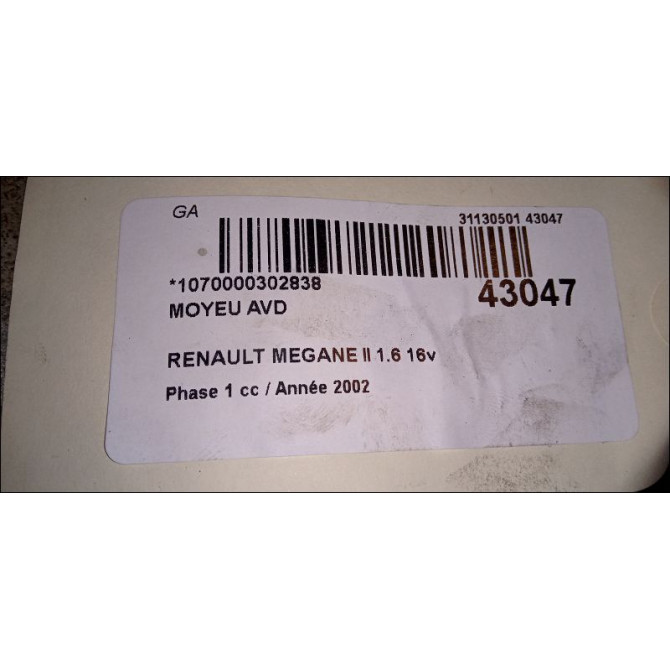 GA
31130501 43047
*1070000302838
43047
MOYEU AVD
RENAULT MEGANE II 1.6 16v
Phase 1 cc / Année 2002